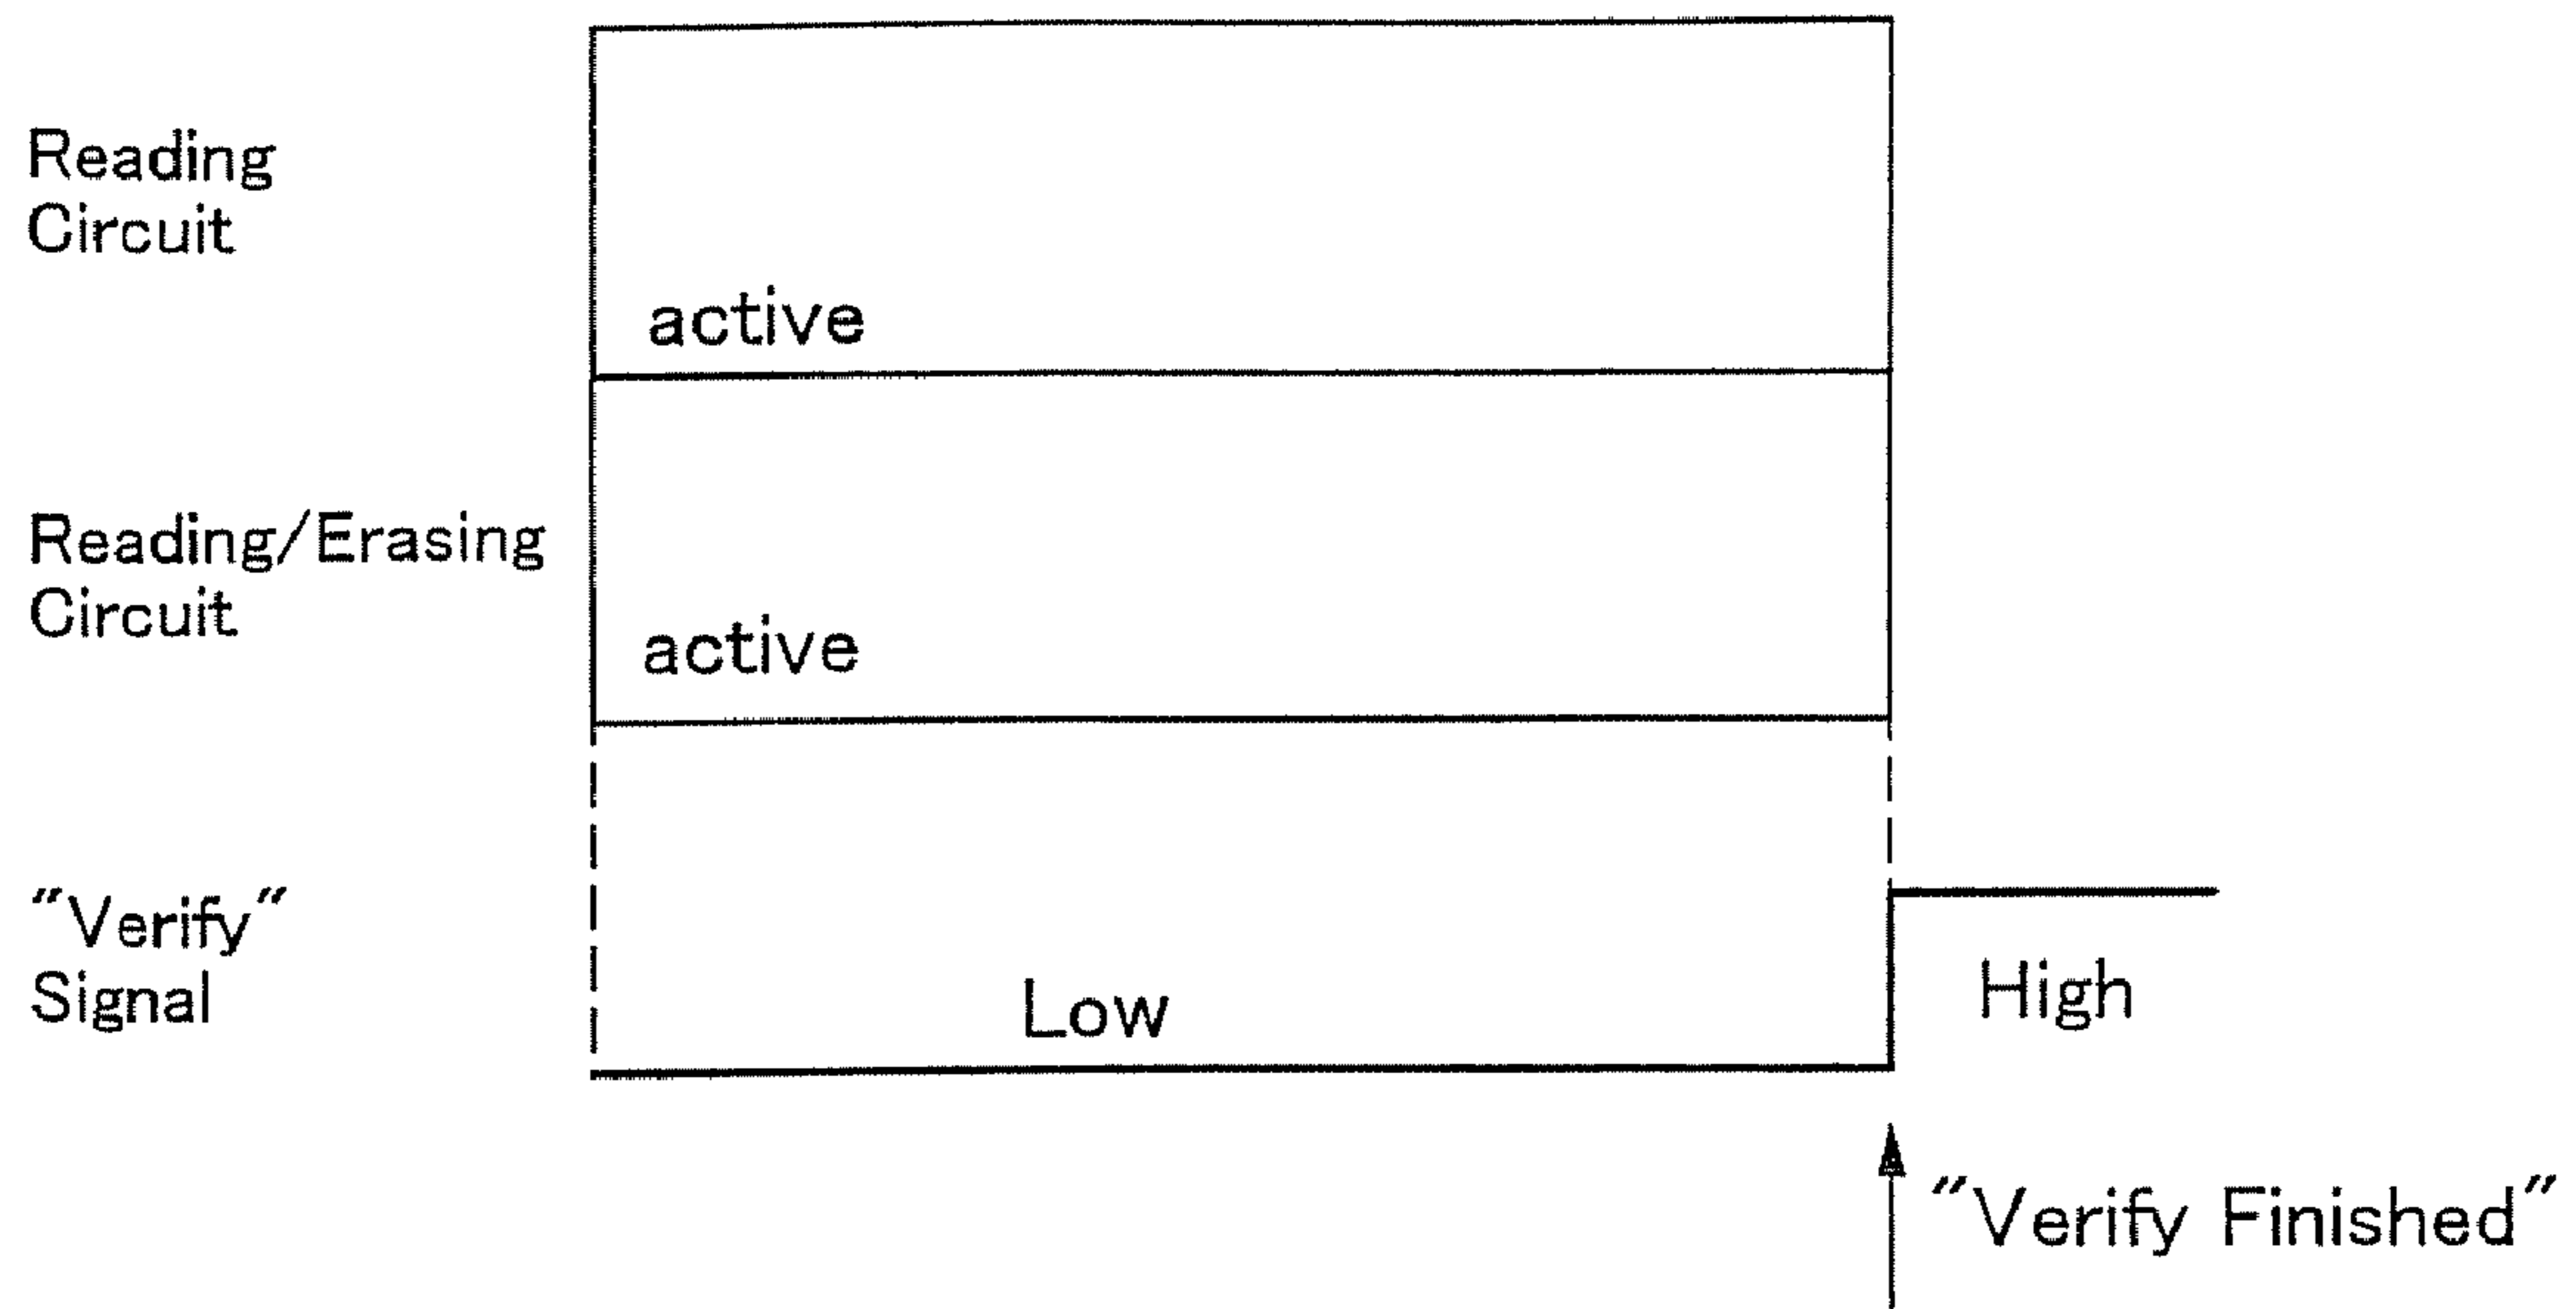 Reading
Circuit
active
Reading/Erasing
Circuit
active
"Verify"
Signal
Low
High
"Verify Finished"